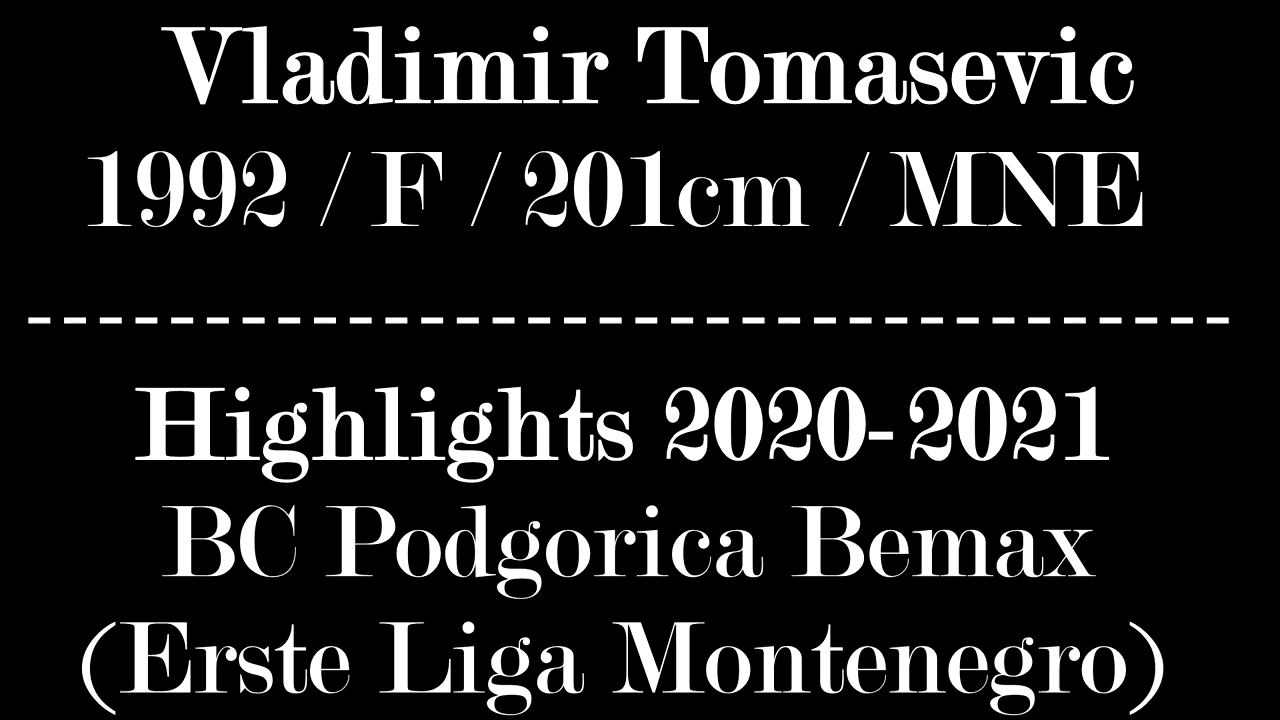 Vladimir Tomasevic
1992 / F / 201cm / MNE
----------------------------------
Highlights 2020-2021
BC Podgorica Bemax
(Erste Liga Montenegro)